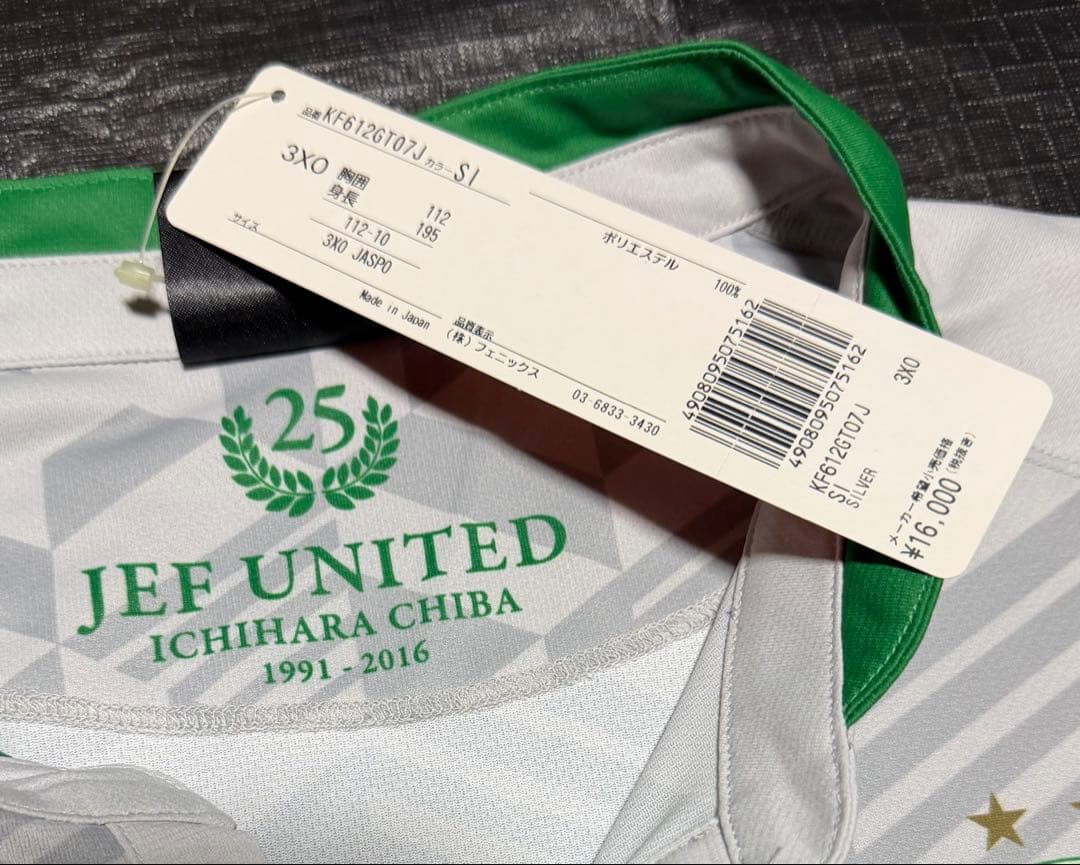 品番 KF612GT07J カラー SI
3XO 胸囲 112
身長 195
112-10
サイズ 3XO JASPO
Made in Japan
ポリエステル 100%
品質表示
(株) フェニックス
03-6833-3430
4908095075162
4908095075162
KF612GT07J
SI
SILVER
3XO
メーカー希望小売価格
¥16,000 (税抜き)
25
JEF UNITED
ICHIHARA CHIBA
1991 - 2016